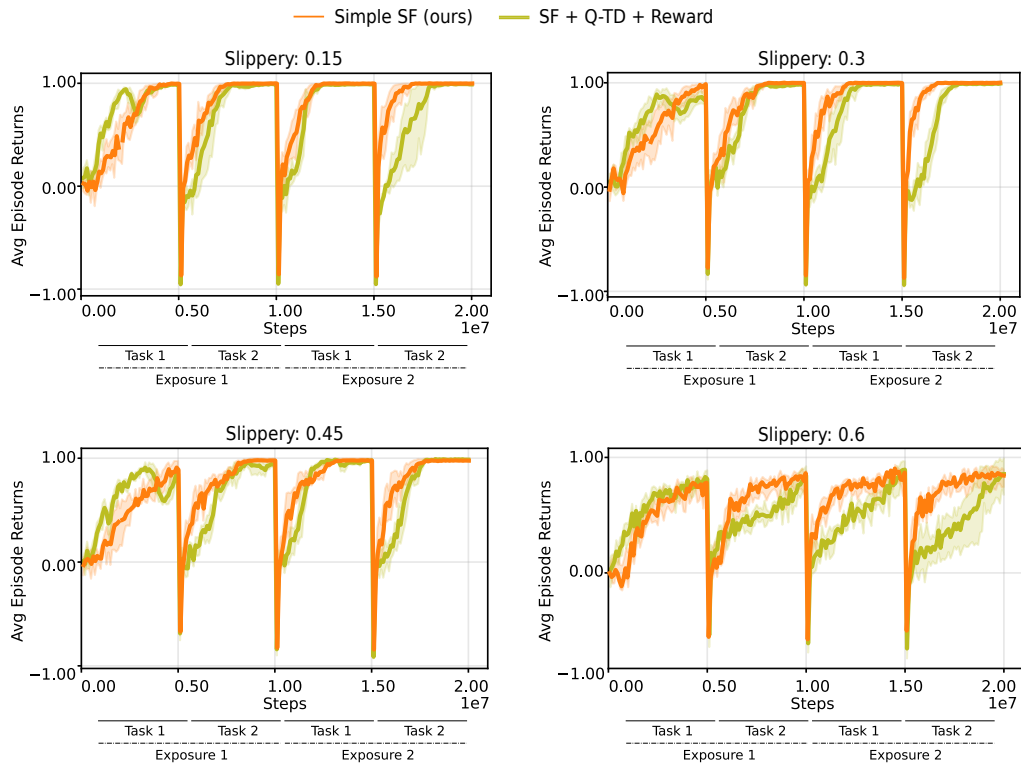 Simple SF (ours) SF + Q-TD + Reward
Slippery: 0.15
Avg Episode Returns
1.00
0.00
−1.00
0.00 0.50 1.00 1.50 2.00
Steps 1e7
Task 1 Task 2 Task 1 Task 2
Exposure 1 Exposure 2
Slippery: 0.3
Avg Episode Returns
1.00
0.00
−1.00
0.00 0.50 1.00 1.50 2.00
Steps 1e7
Task 1 Task 2 Task 1 Task 2
Exposure 1 Exposure 2
Slippery: 0.45
Avg Episode Returns
1.00
0.00
−1.00
0.00 0.50 1.00 1.50 2.00
Steps 1e7
Task 1 Task 2 Task 1 Task 2
Exposure 1 Exposure 2
Slippery: 0.6
Avg Episode Returns
1.00
0.00
−1.00
0.00 0.50 1.00 1.50 2.00
Steps 1e7
Task 1 Task 2 Task 1 Task 2
Exposure 1 Exposure 2